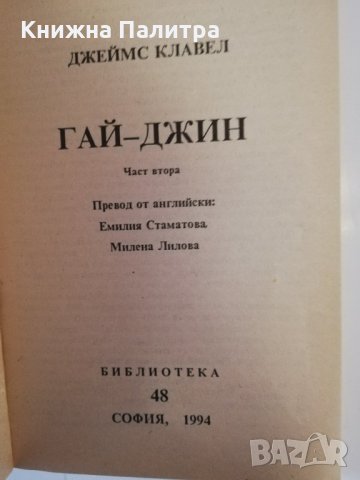 Книжна Палитра
ДЖЕЙМС КЛАВЕЛ
ГАЙ–ДЖИН
Част втора
Превод от английски:
Емилия Стаматова,
Милена Лилова
БИБЛИОТЕКА
48
СОФИЯ, 1994
BAZAR